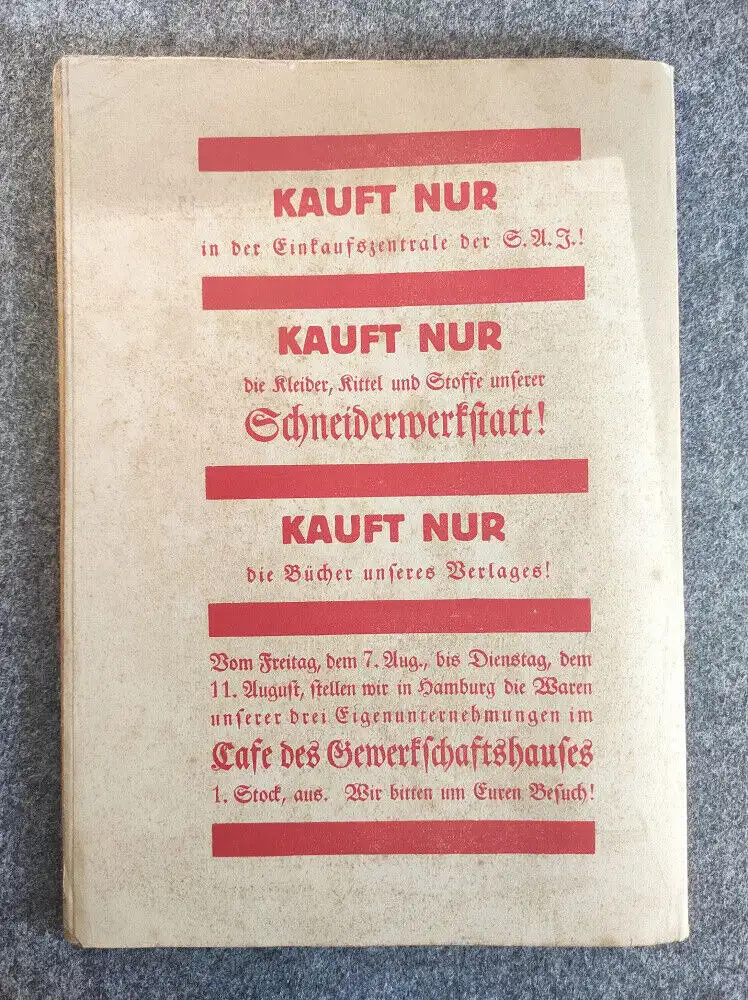 KAUFT NUR
in der Einkaufszentrale der S.A.J.!
KAUFT NUR
die Kleider, Kittel und Stoffe unserer
Schneiderwerkstatt!
KAUFT NUR
die Bücher unseres Verlages!
Vom Freitag, dem 7. Aug., bis Dienstag, dem
11. August, stellen wir in Hamburg die Waren
unserer drei Eigenunternehmungen im
Cafe des Gewerkschaftshauses
1. Stock, aus. Wir bitten um Euren Besuch!